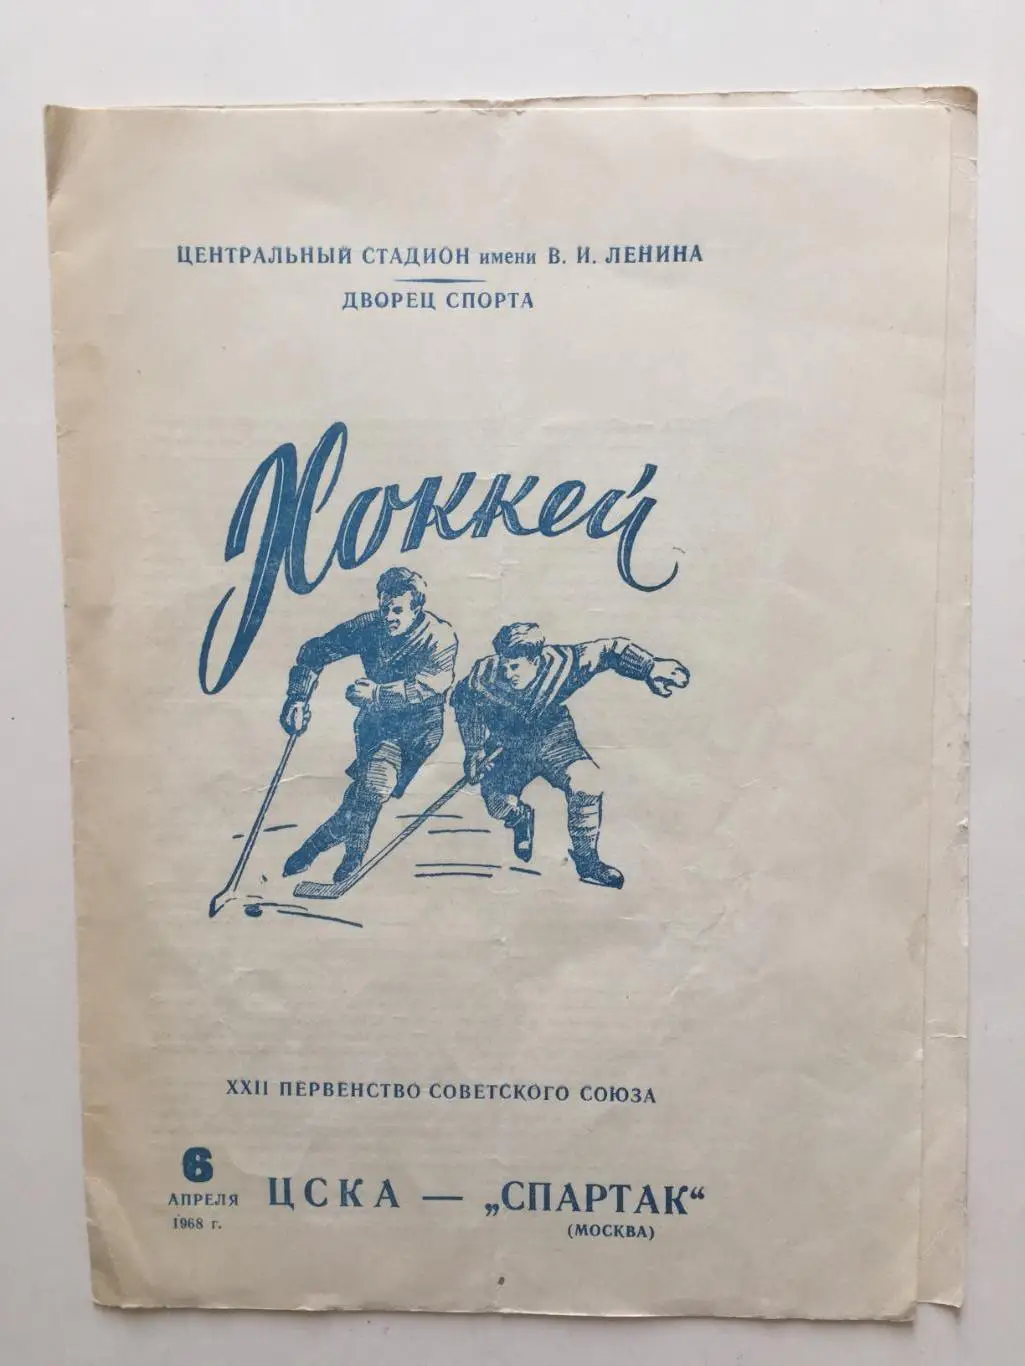 ЦЕНТРАЛЬНЫЙ СТАДИОН имени В. И. ЛЕНИНА
ДВОРЕЦ СПОРТА
Хоккей
XXII ПЕРВЕНСТВО СОВЕТСКОГО СОЮЗА
6
АПРЕЛЯ
1968 г.
ЦСКА — „СПАРТАК“
(МОСКВА)